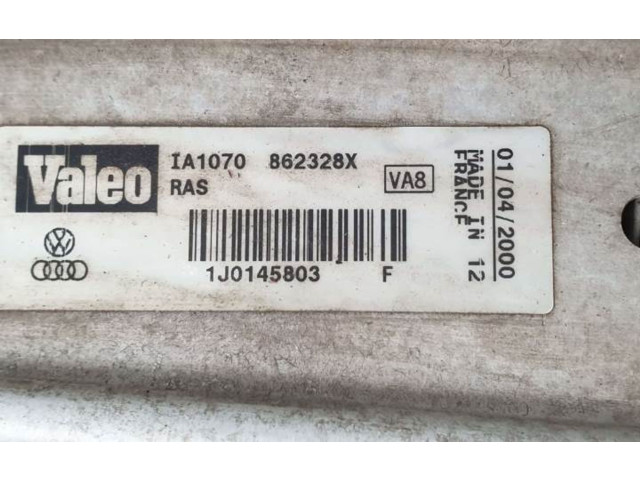 Valeo
IA1070 862328X
RAS
VA8
1J0145803 F
01/04/2000
MADE IN 12
FRANCE